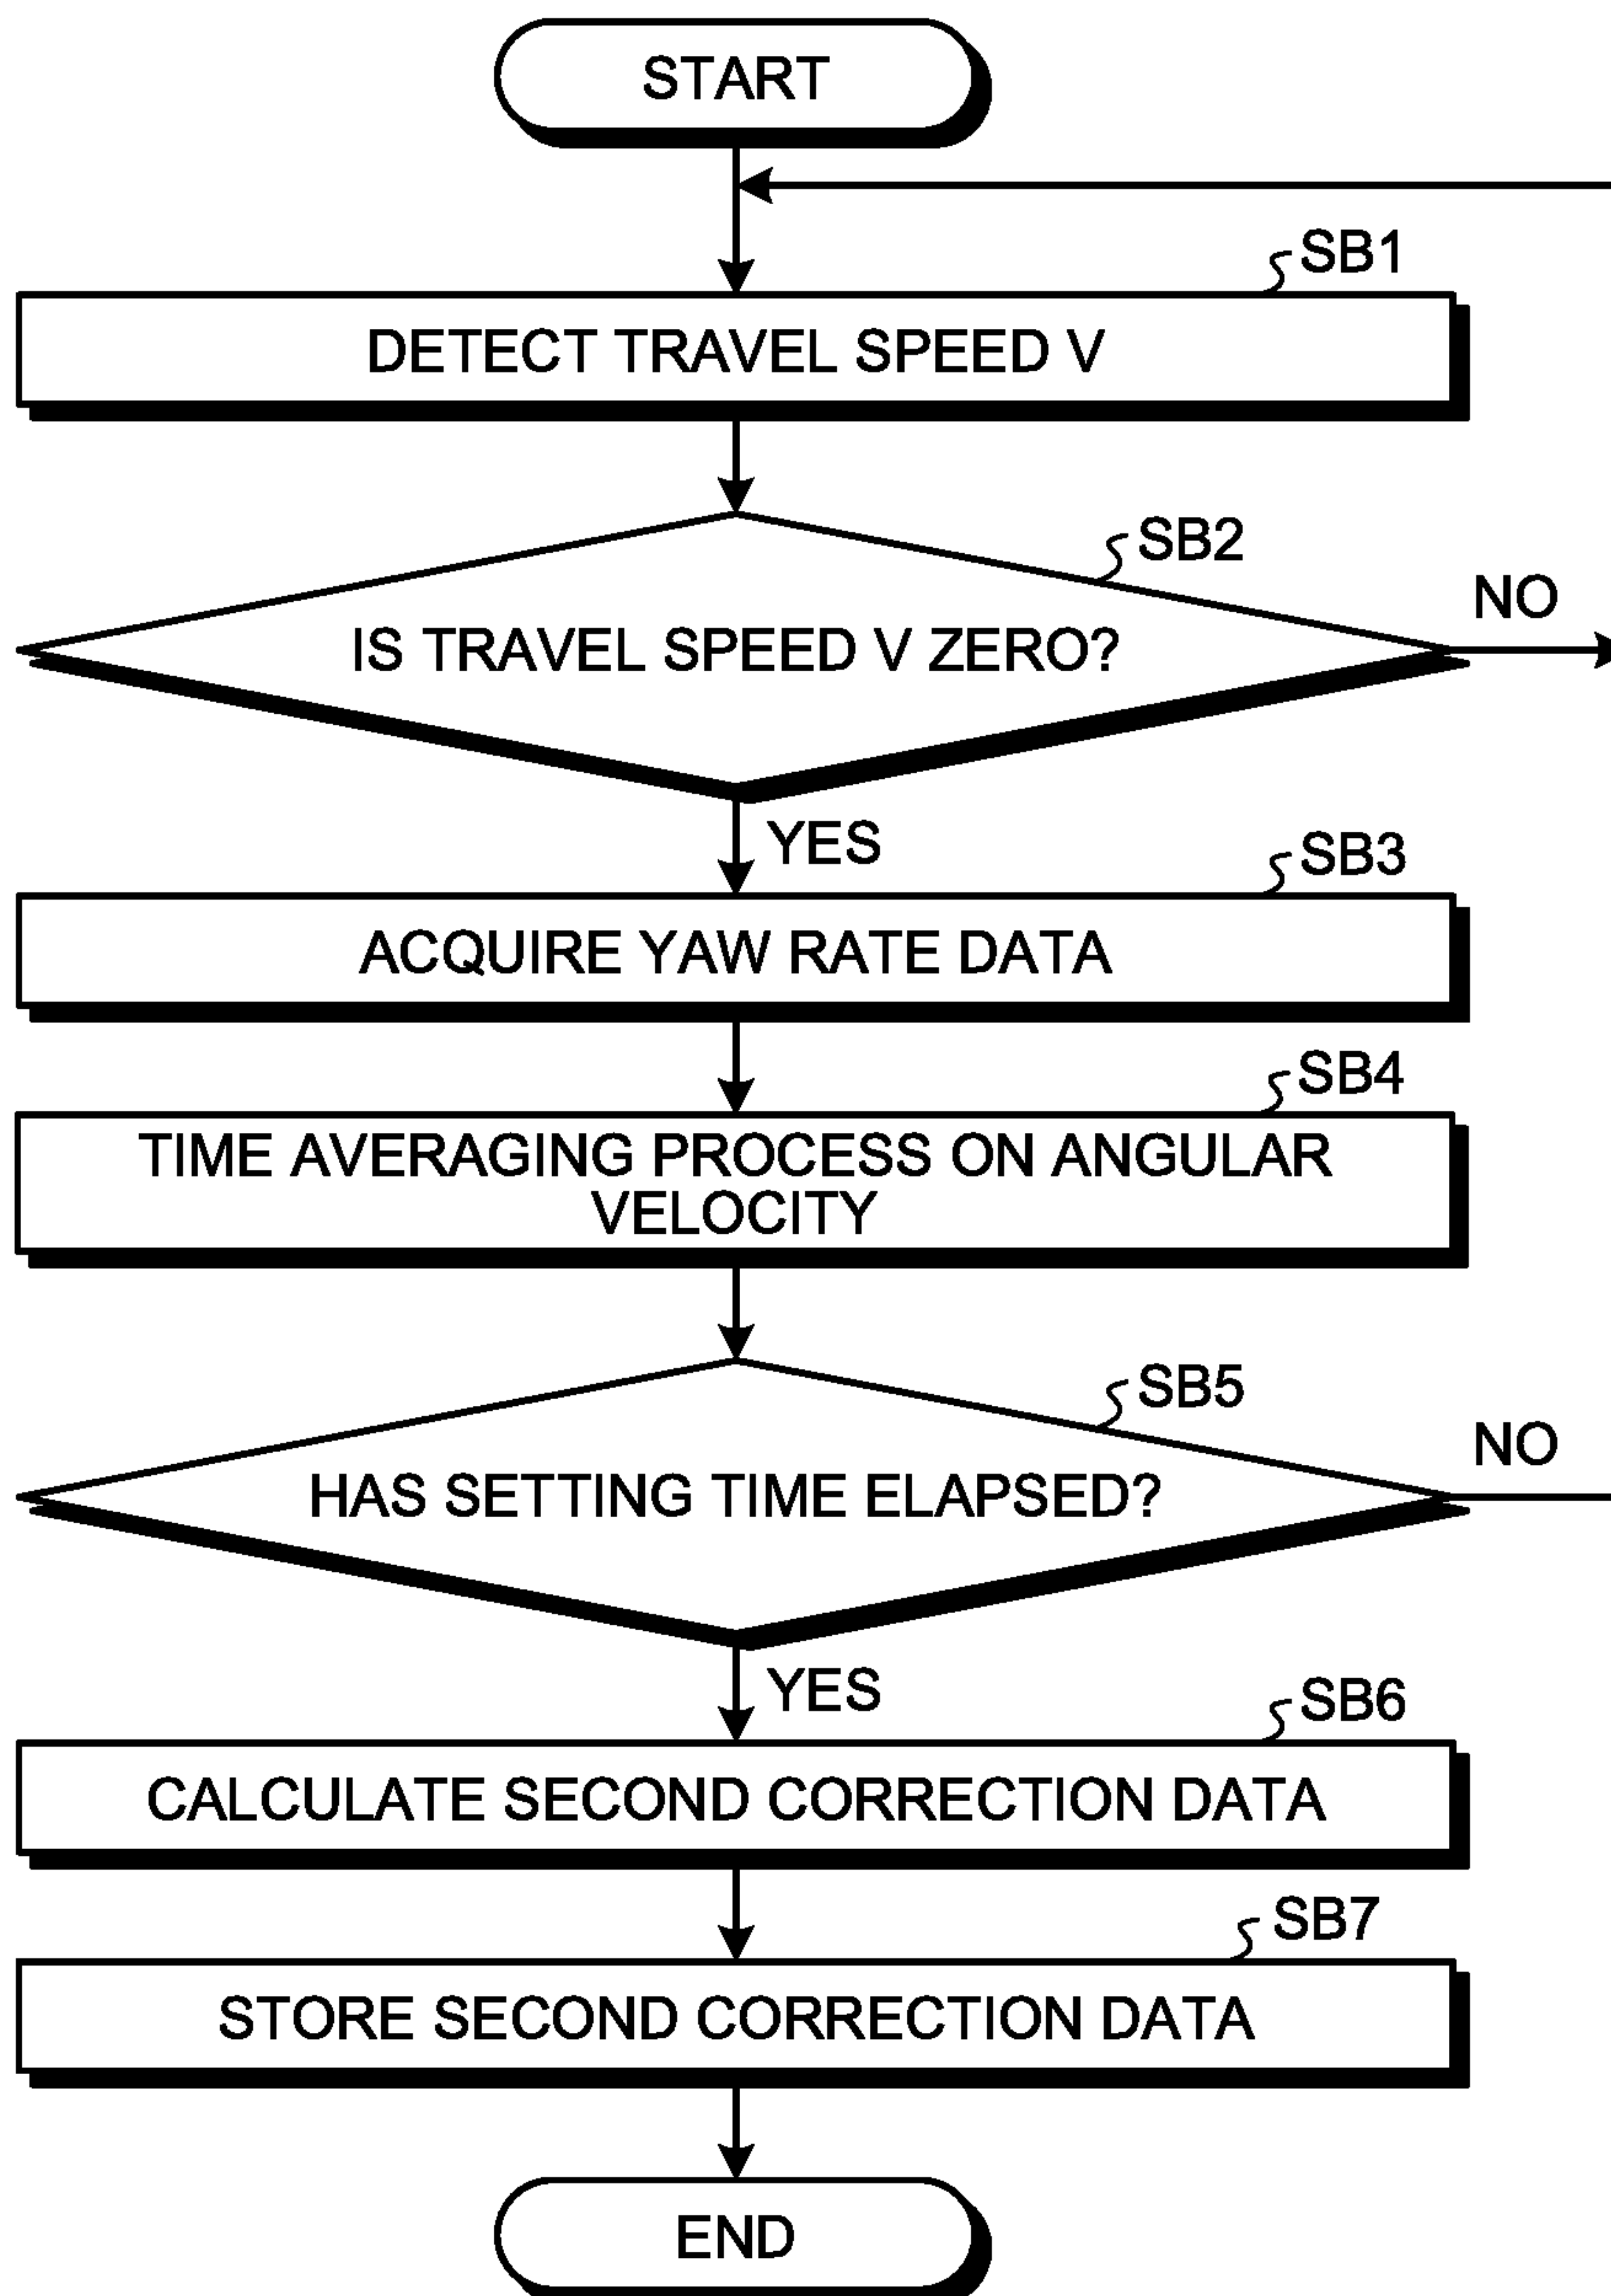 START
SB1
DETECT TRAVEL SPEED V
SB2
NO
IS TRAVEL SPEED V ZERO?
YES
SB3
ACQUIRE YAW RATE DATA
SB4
TIME AVERAGING PROCESS ON ANGULAR
VELOCITY
SB5
NO
HAS SETTING TIME ELAPSED?
YES
SB6
CALCULATE SECOND CORRECTION DATA
SB7
STORE SECOND CORRECTION DATA
END